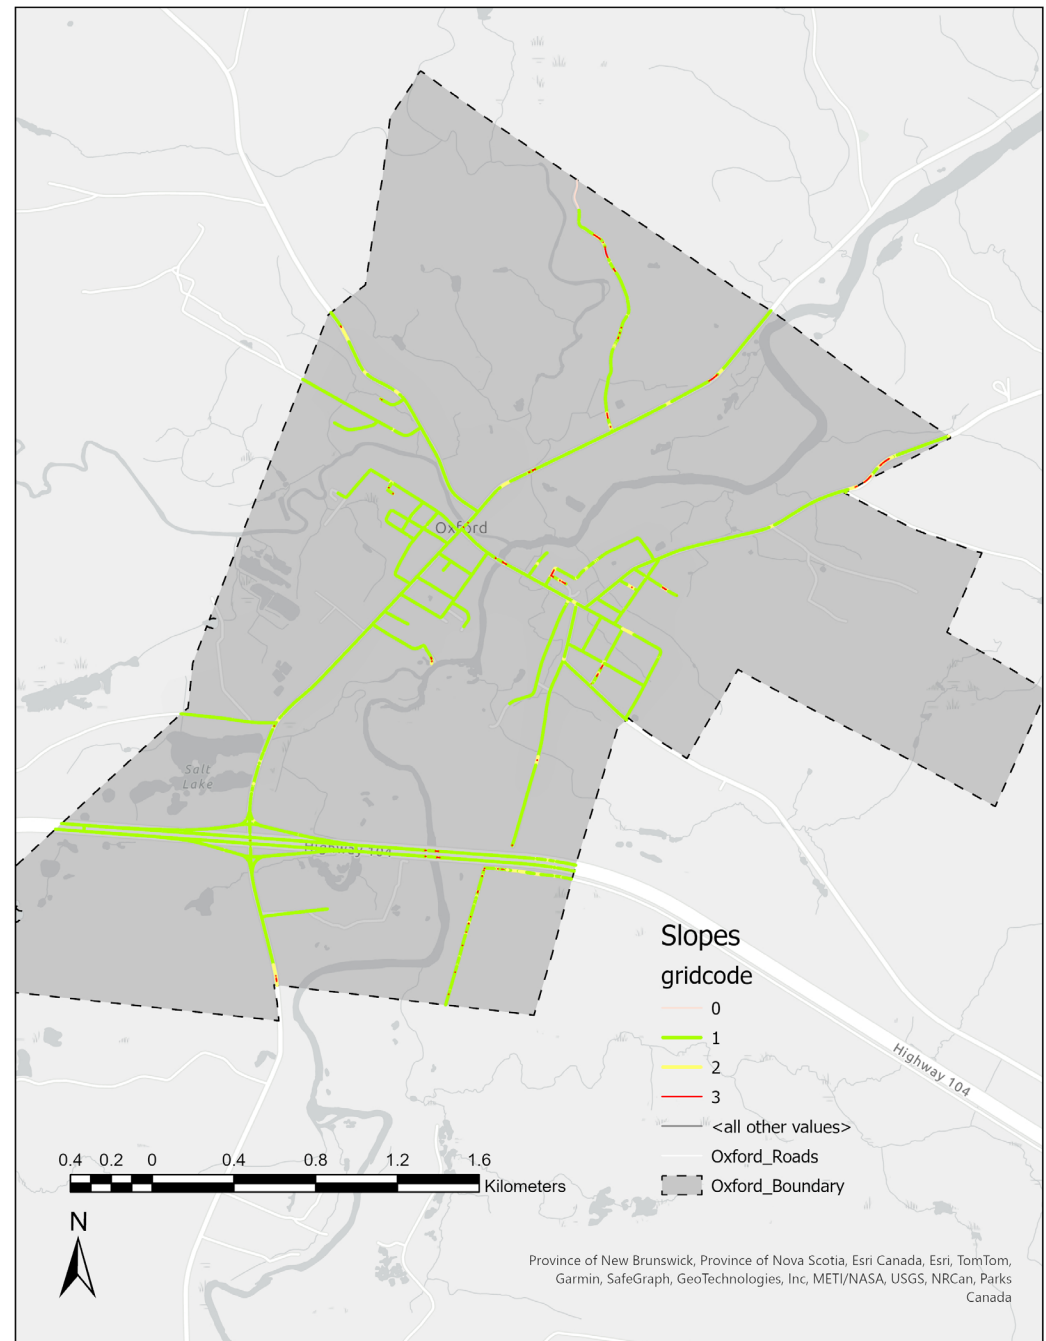 Oxford
Salt
Lake
Highway 104
Slopes
gridcode
0
1
2
3
<all other values>
Oxford_Roads
Oxford_Boundary
Highway 104
0.4 0.2 0 0.4 0.8 1.2 1.6
Kilometers
N
Province of New Brunswick, Province of Nova Scotia, Esri Canada, Esri, TomTom,
Garmin, SafeGraph, GeoTechnologies, Inc, METI/NASA, USGS, NRCan, Parks
Canada